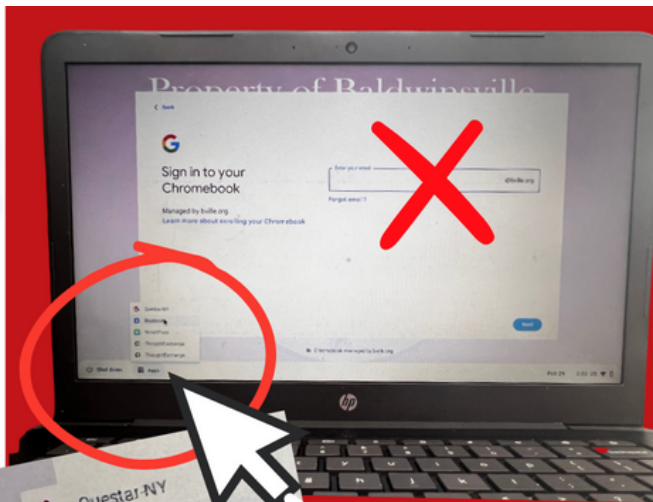 Property of Baldwinsville
Back
Sign in to your
Chromebook
Managed by bville.org
Learn more about enrolling your Chromebook
Enter your email
@bville.org
Forgot email?
Next
Questar-NY
ThoughtExchange
ThoughtExchange
Chromebook managed by bville.org
Shut down
Apps
Feb 29
hp
Questar-NY